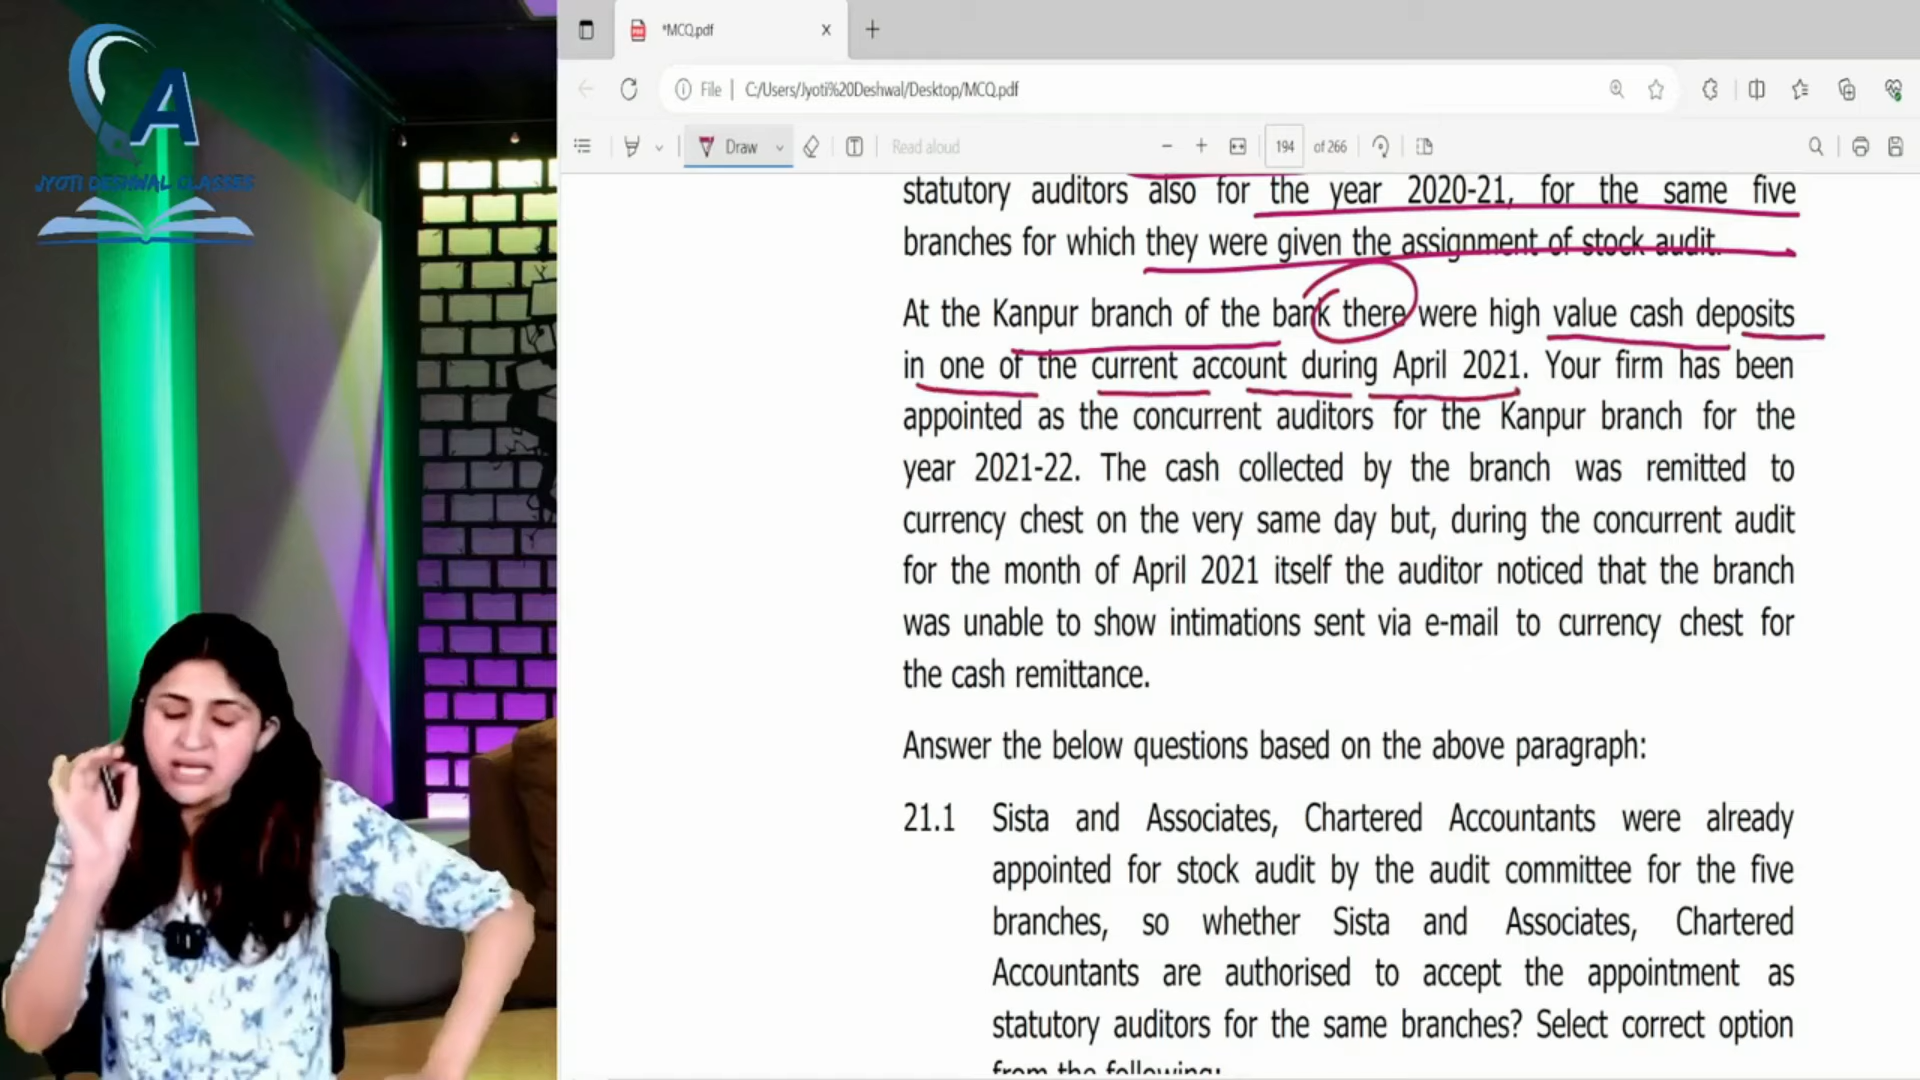 CA
JYOTI DESHWAL CLASSES
*MCQ.pdf
File | C:/Users/Jyoti%20Deshwal/Desktop/MCQ.pdf
Draw
Read aloud
194 of 266
statutory auditors also for the year 2020-21, for the same five
branches for which they were given the assignment of stock audit.
At the Kanpur branch of the bank there were high value cash deposits
in one of the current account during April 2021. Your firm has been
appointed as the concurrent auditors for the Kanpur branch for the
year 2021-22. The cash collected by the branch was remitted to
currency chest on the very same day but, during the concurrent audit
for the month of April 2021 itself the auditor noticed that the branch
was unable to show intimations sent via e-mail to currency chest for
the cash remittance.
Answer the below questions based on the above paragraph:
21.1 Sista and Associates, Chartered Accountants were already
appointed for stock audit by the audit committee for the five
branches, so whether Sista and Associates, Chartered
Accountants are authorised to accept the appointment as
statutory auditors for the same branches? Select correct option
from the following: